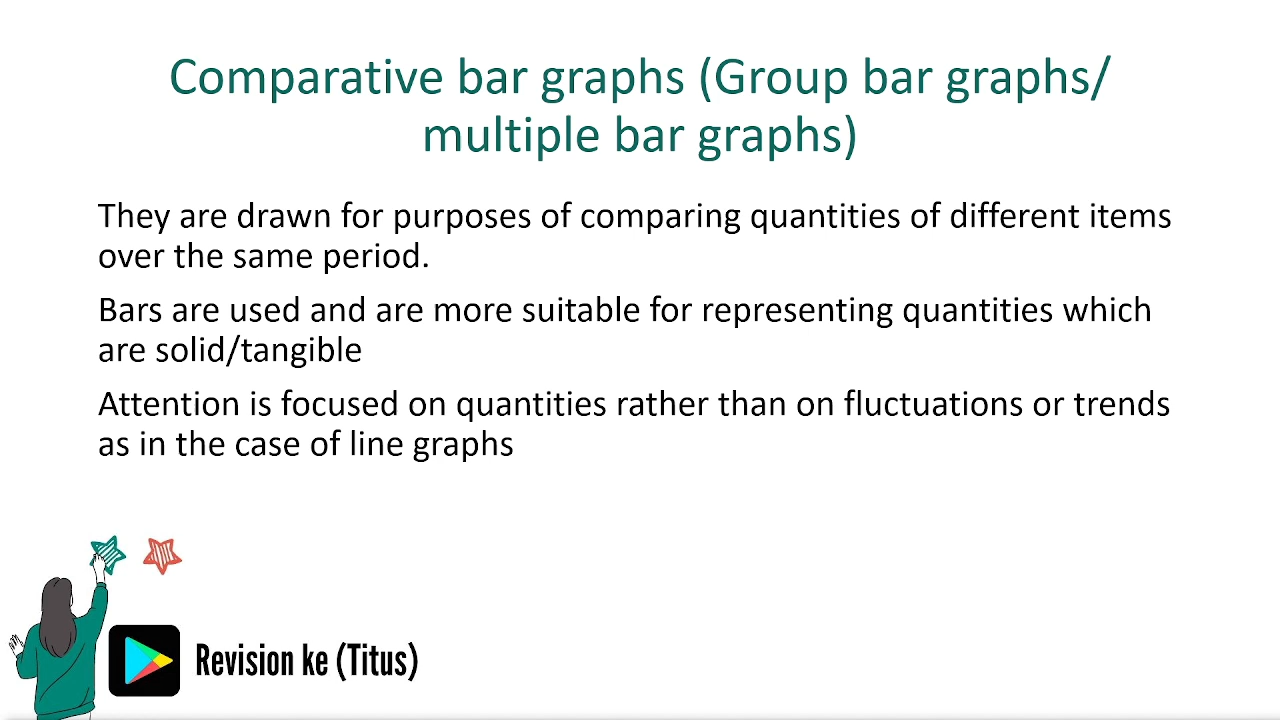 Comparative bar graphs (Group bar graphs/
multiple bar graphs)
They are drawn for purposes of comparing quantities of different items
over the same period.
Bars are used and are more suitable for representing quantities which
are solid/tangible
Attention is focused on quantities rather than on fluctuations or trends
as in the case of line graphs
Revision ke (Titus)